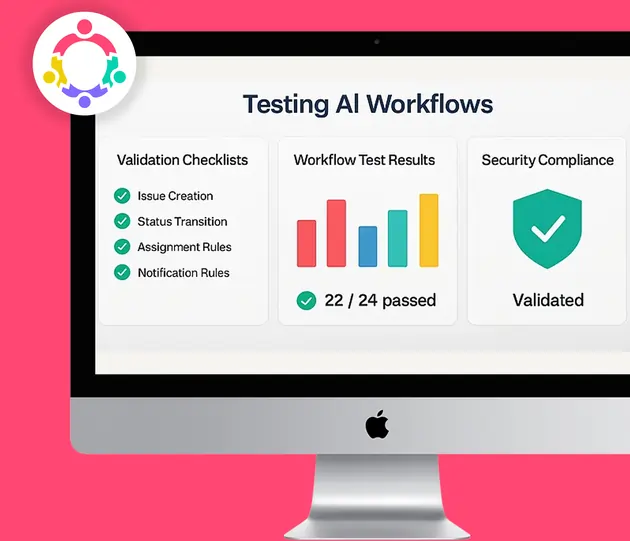 Testing AI Workflows
Validation Checklists
Issue Creation
Status Transition
Assignment Rules
Notification Rules
Workflow Test Results
22 / 24 passed
Security Compliance
Validated